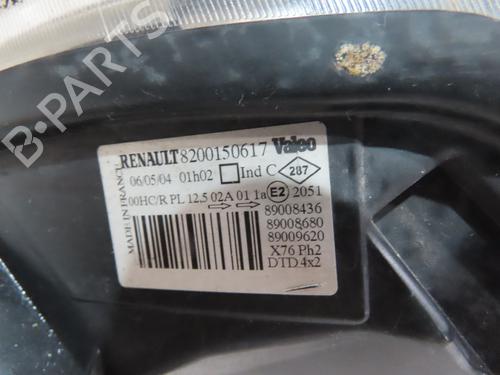 RENAULT 8200150617 Valeo
06/05/04 01h02 Ind C 287
00HC/R PL 12.5 02A 01 1a E2 2051
MADE IN FRANCE
89008436
89008680
89009620
X76 Ph2
DTD 4x2
B-PARTS